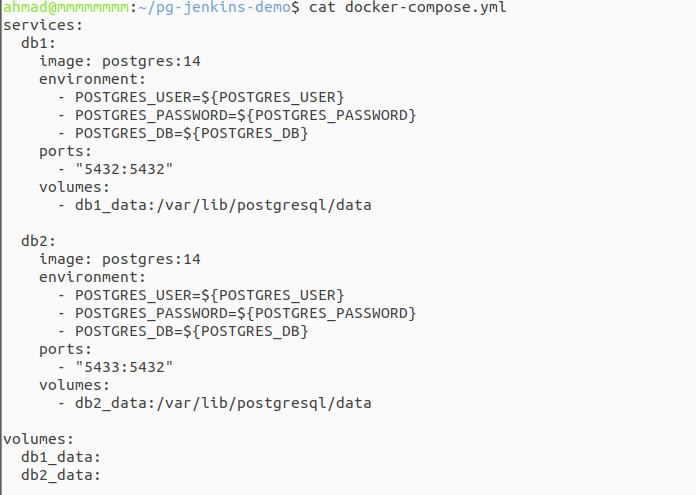 ahmad@mmmmmmmm:~/pg-jenkins-demo$ cat docker-compose.yml
services:
  db1:
    image: postgres:14
    environment:
      - POSTGRES_USER=${POSTGRES_USER}
      - POSTGRES_PASSWORD=${POSTGRES_PASSWORD}
      - POSTGRES_DB=${POSTGRES_DB}
    ports:
      - "5432:5432"
    volumes:
      - db1_data:/var/lib/postgresql/data

  db2:
    image: postgres:14
    environment:
      - POSTGRES_USER=${POSTGRES_USER}
      - POSTGRES_PASSWORD=${POSTGRES_PASSWORD}
      - POSTGRES_DB=${POSTGRES_DB}
    ports:
      - "5433:5432"
    volumes:
      - db2_data:/var/lib/postgresql/data

volumes:
  db1_data:
  db2_data: